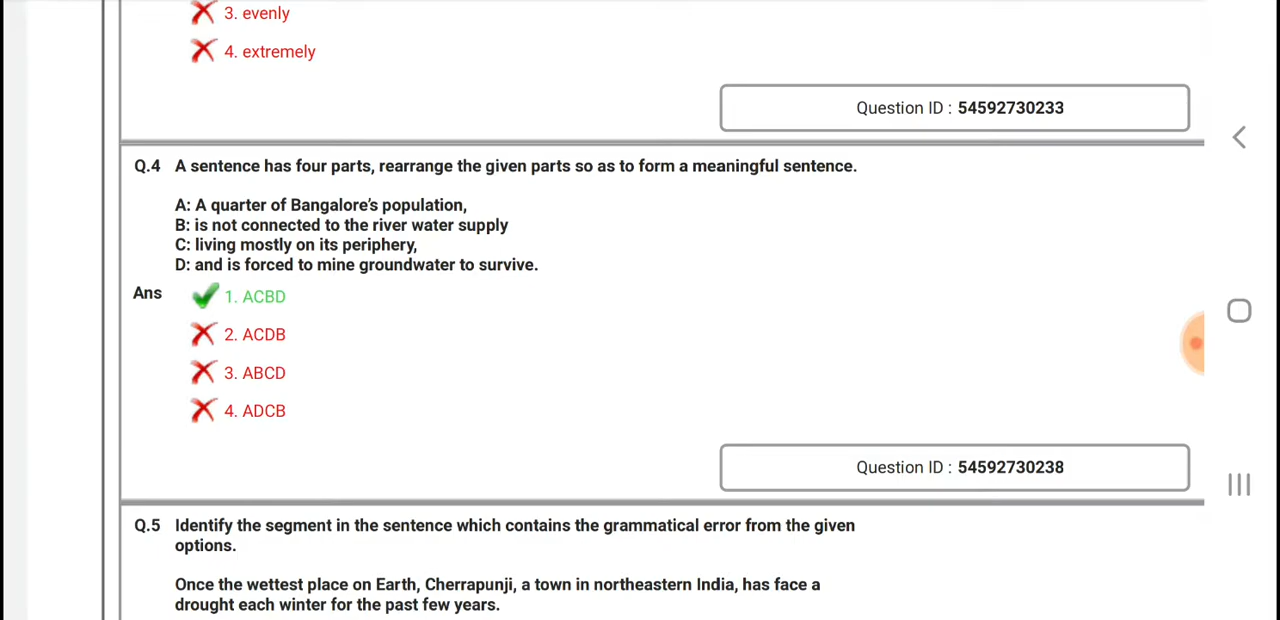 3. evenly
4. extremely
Question ID : 54592730233
Q.4 A sentence has four parts, rearrange the given parts so as to form a meaningful sentence.
A: A quarter of Bangalore's population,
B: is not connected to the river water supply
C: living mostly on its periphery,
D: and is forced to mine groundwater to survive.
Ans 1. ACBD
2. ACDB
3. ABCD
4. ADCB
Question ID : 54592730238
Q.5 Identify the segment in the sentence which contains the grammatical error from the given
options.
Once the wettest place on Earth, Cherrapunji, a town in northeastern India, has face a
drought each winter for the past few years.